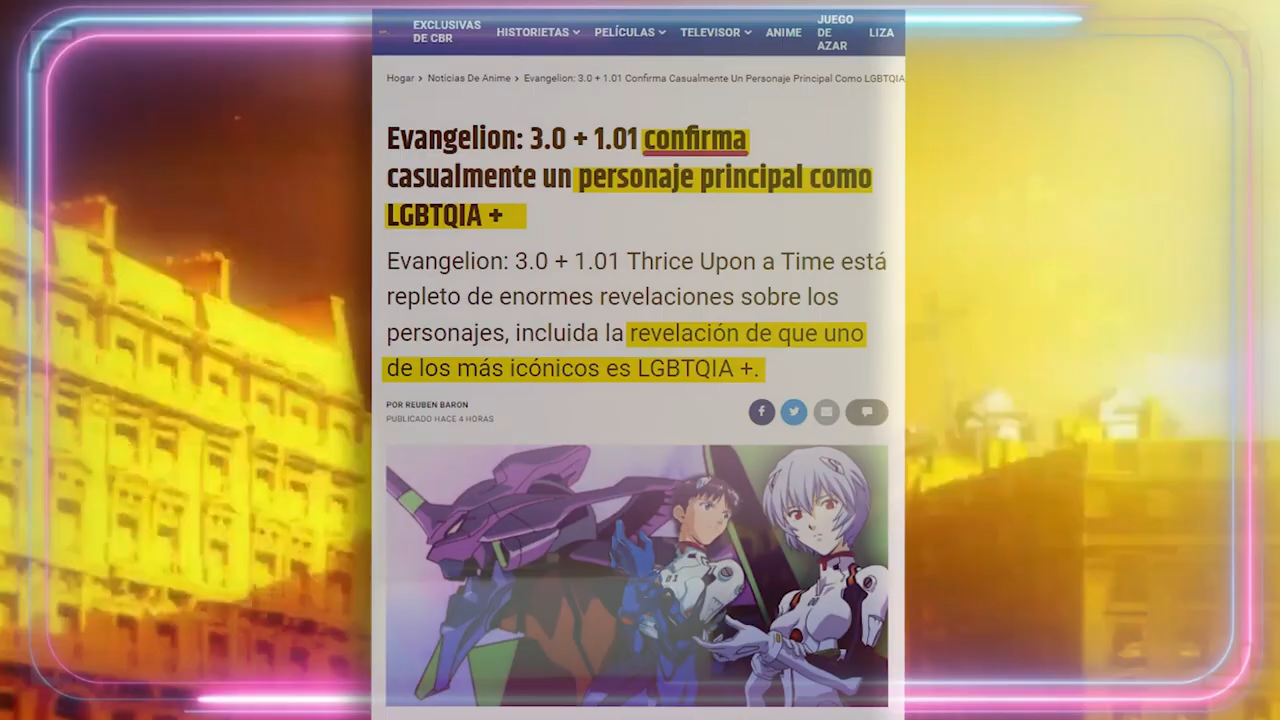 EXCLUSIVAS DE CBR HISTORIETAS PELÍCULAS TELEVISOR ANIME JUEGO DE AZAR LIZA
Hogar > Noticias De Anime > Evangelion: 3.0 + 1.01 Confirma Casualmente Un Personaje Principal Como LGBTQIA
Evangelion: 3.0 + 1.01 confirma
casualmente un personaje principal como
LGBTQIA +
Evangelion: 3.0 + 1.01 Thrice Upon a Time está
repleto de enormes revelaciones sobre los
personajes, incluida la revelación de que uno
de los más icónicos es LGBTQIA +.
POR REUBEN BARON
PUBLICADO HACE 4 HORAS